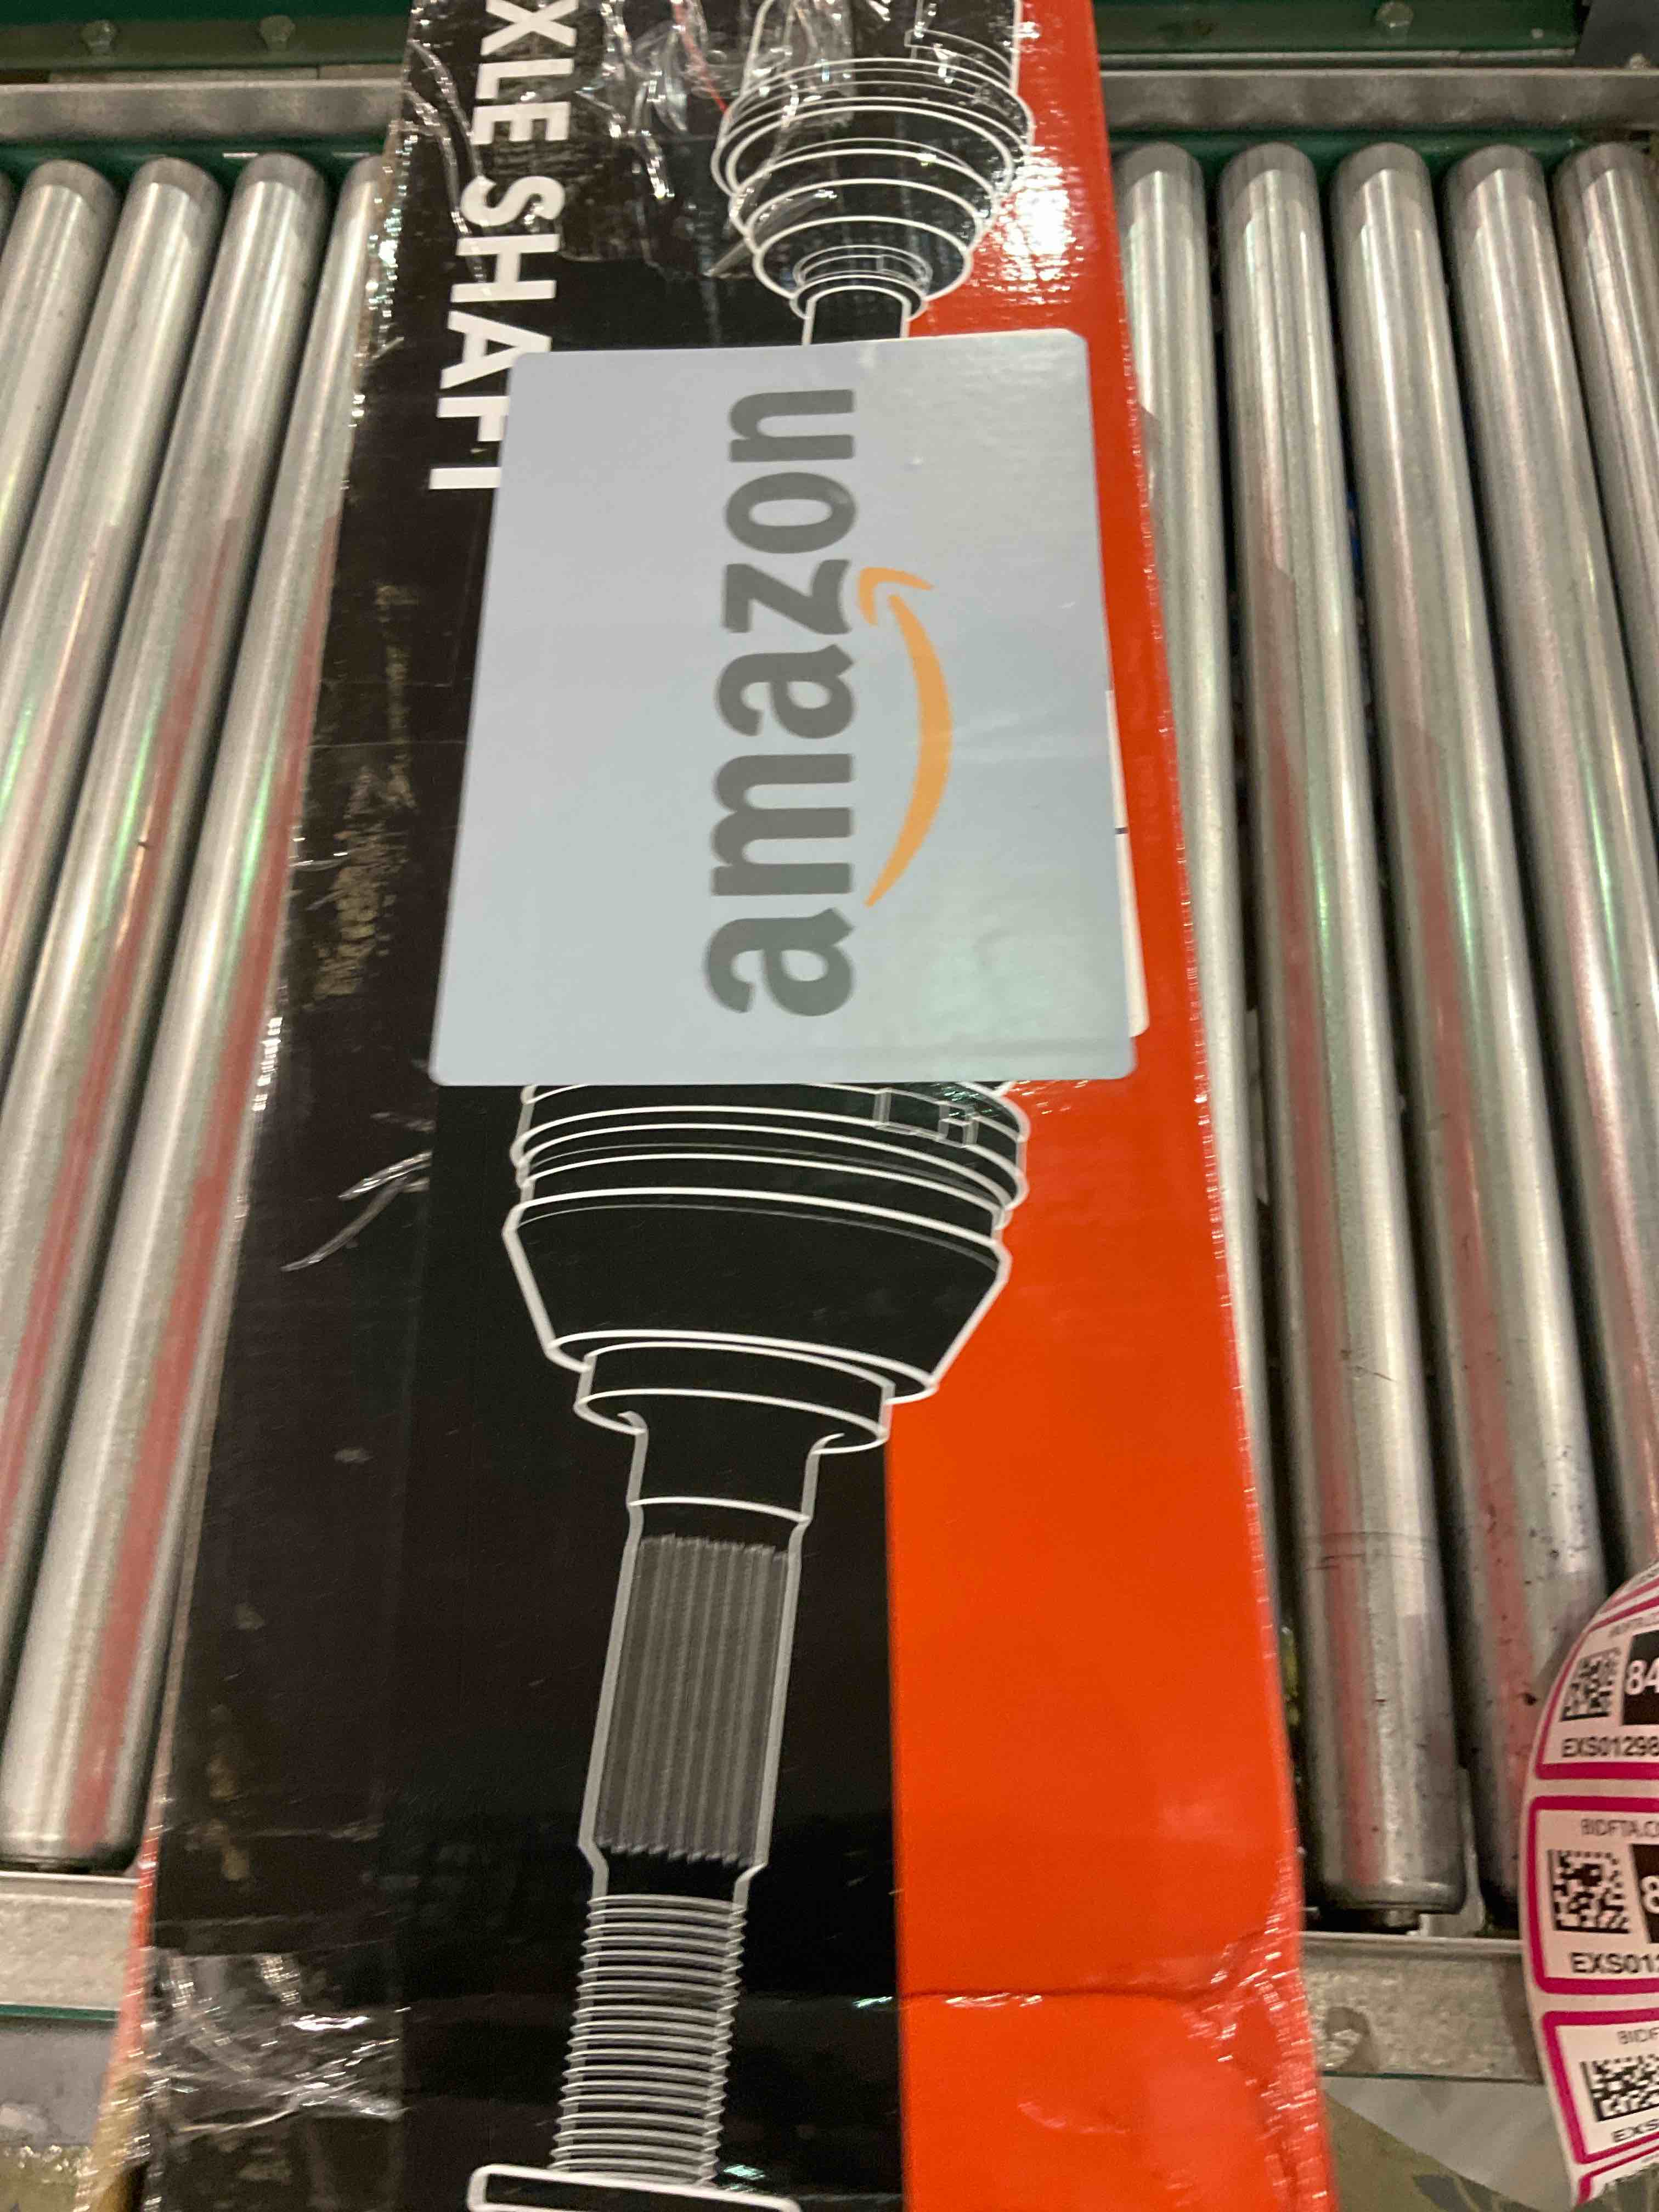 XLE SHAFT
amazon
84
EXS01298
BIDFTA.C
8
EXS01
BIDF
EXS